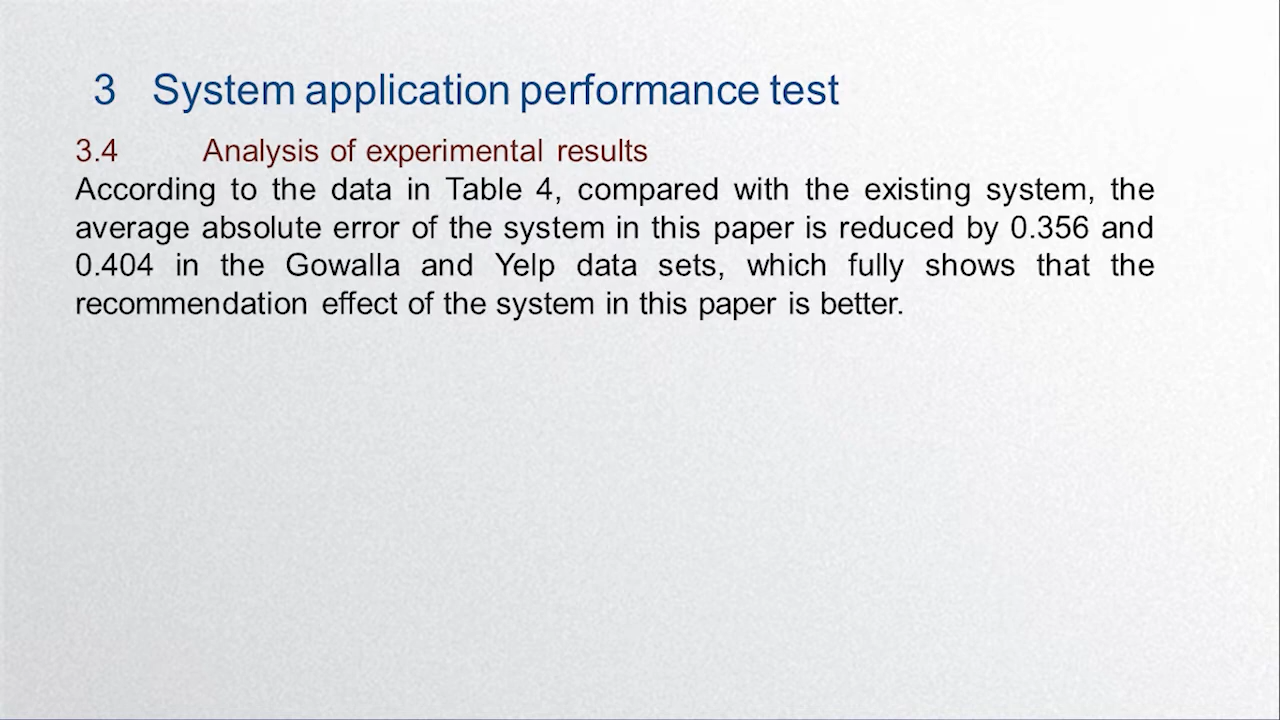 3 System application performance test
3.4 Analysis of experimental results
According to the data in Table 4, compared with the existing system, the
average absolute error of the system in this paper is reduced by 0.356 and
0.404 in the Gowalla and Yelp data sets, which fully shows that the
recommendation effect of the system in this paper is better.